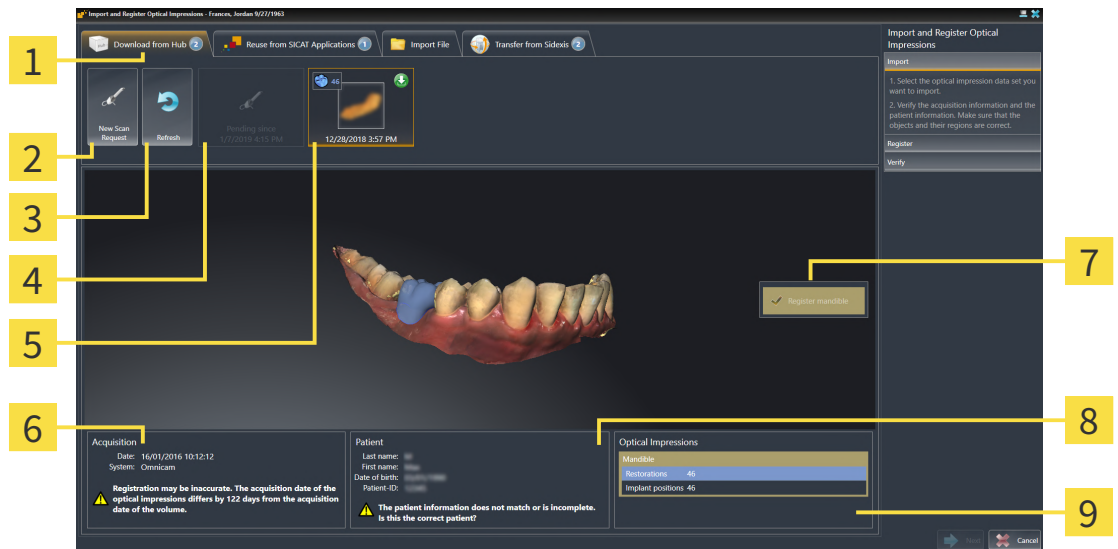 Import and Register Optical Impressions - Frances, Jordan 9/27/1963
Download from Hub 2
Reuse from SICAT Applications 1
Import File
Transfer from Sidexis 2
1
New Scan
Request
Refresh
Pending since
1/7/2019 4:15 PM
46
12/28/2018 3:57 PM
2
3
4
5
Import and Register Optical
Impressions
Import
1. Select the optical impression data set you
want to import.
2. Verify the acquisition information and the
patient information. Make sure that the
objects and their regions are correct.
Register
Verify
7
Register mandible
6
Acquisition
Date: 16/01/2016 10:12:12
System: Omnicam
Registration may be inaccurate. The acquisition date of the
optical impressions differs by 122 days from the acquisition
date of the volume.
Patient
Last name:
First name:
Date of birth:
Patient-ID:
The patient information does not match or is incomplete.
Is this the correct patient?
8
Optical Impressions
Mandible
Restorations 46
Implant positions 46
9
Next
Cancel